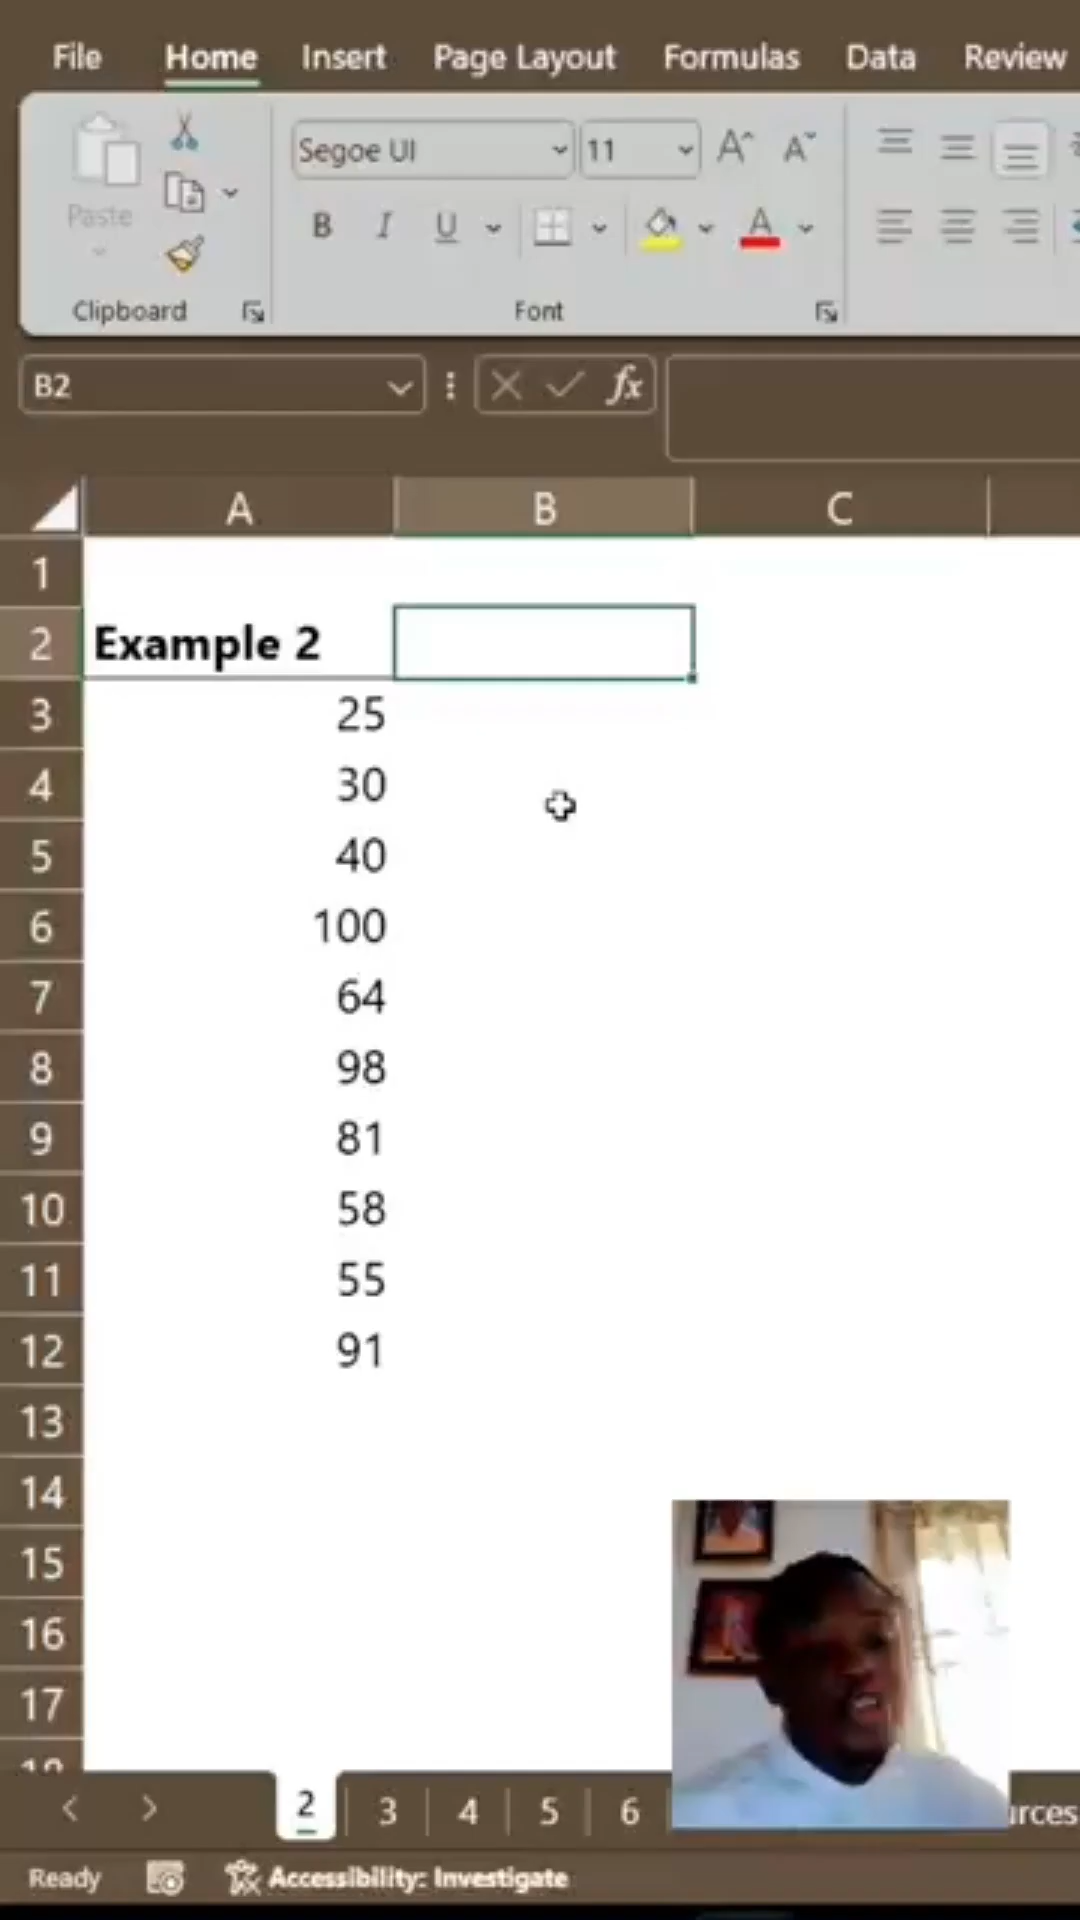 File Home Insert Page Layout Formulas Data Review
Segoe UI 11
Paste
B I U A
Clipboard Font
B2 fx
A B C
1
2 Example 2
3 25
4 30
5 40
6 100
7 64
8 98
9 81
10 58
11 55
12 91
13
14
15
16
17
18
2 3 4 5 6
Ready Accessibility: Investigate